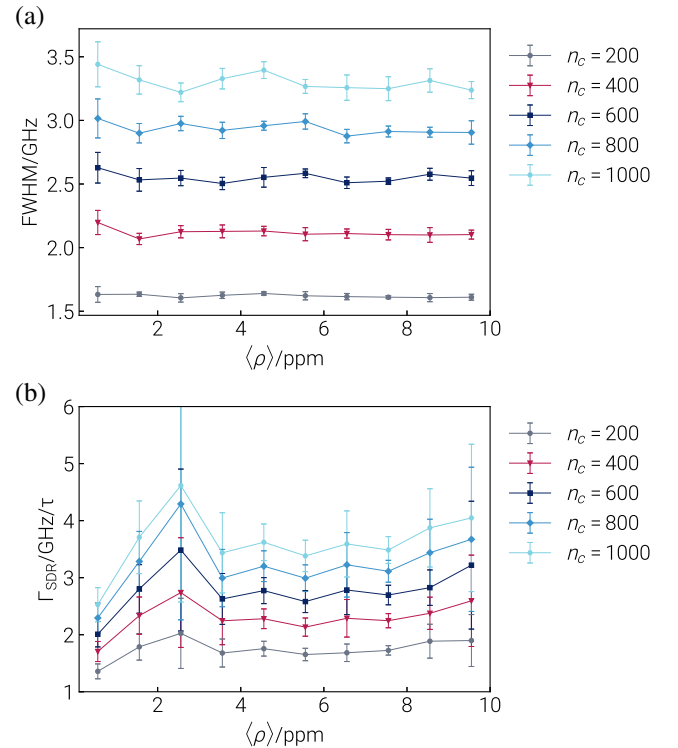 (a)
3.5
3.0
2.5
2.0
1.5
FWHM/GHz
2 4 6 8 10
⟨ρ⟩/ppm
n_c = 200
n_c = 400
n_c = 600
n_c = 800
n_c = 1000
(b)
6
5
4
3
2
1
Γ_SDR/GHz/τ
2 4 6 8 10
⟨ρ⟩/ppm
n_c = 200
n_c = 400
n_c = 600
n_c = 800
n_c = 1000